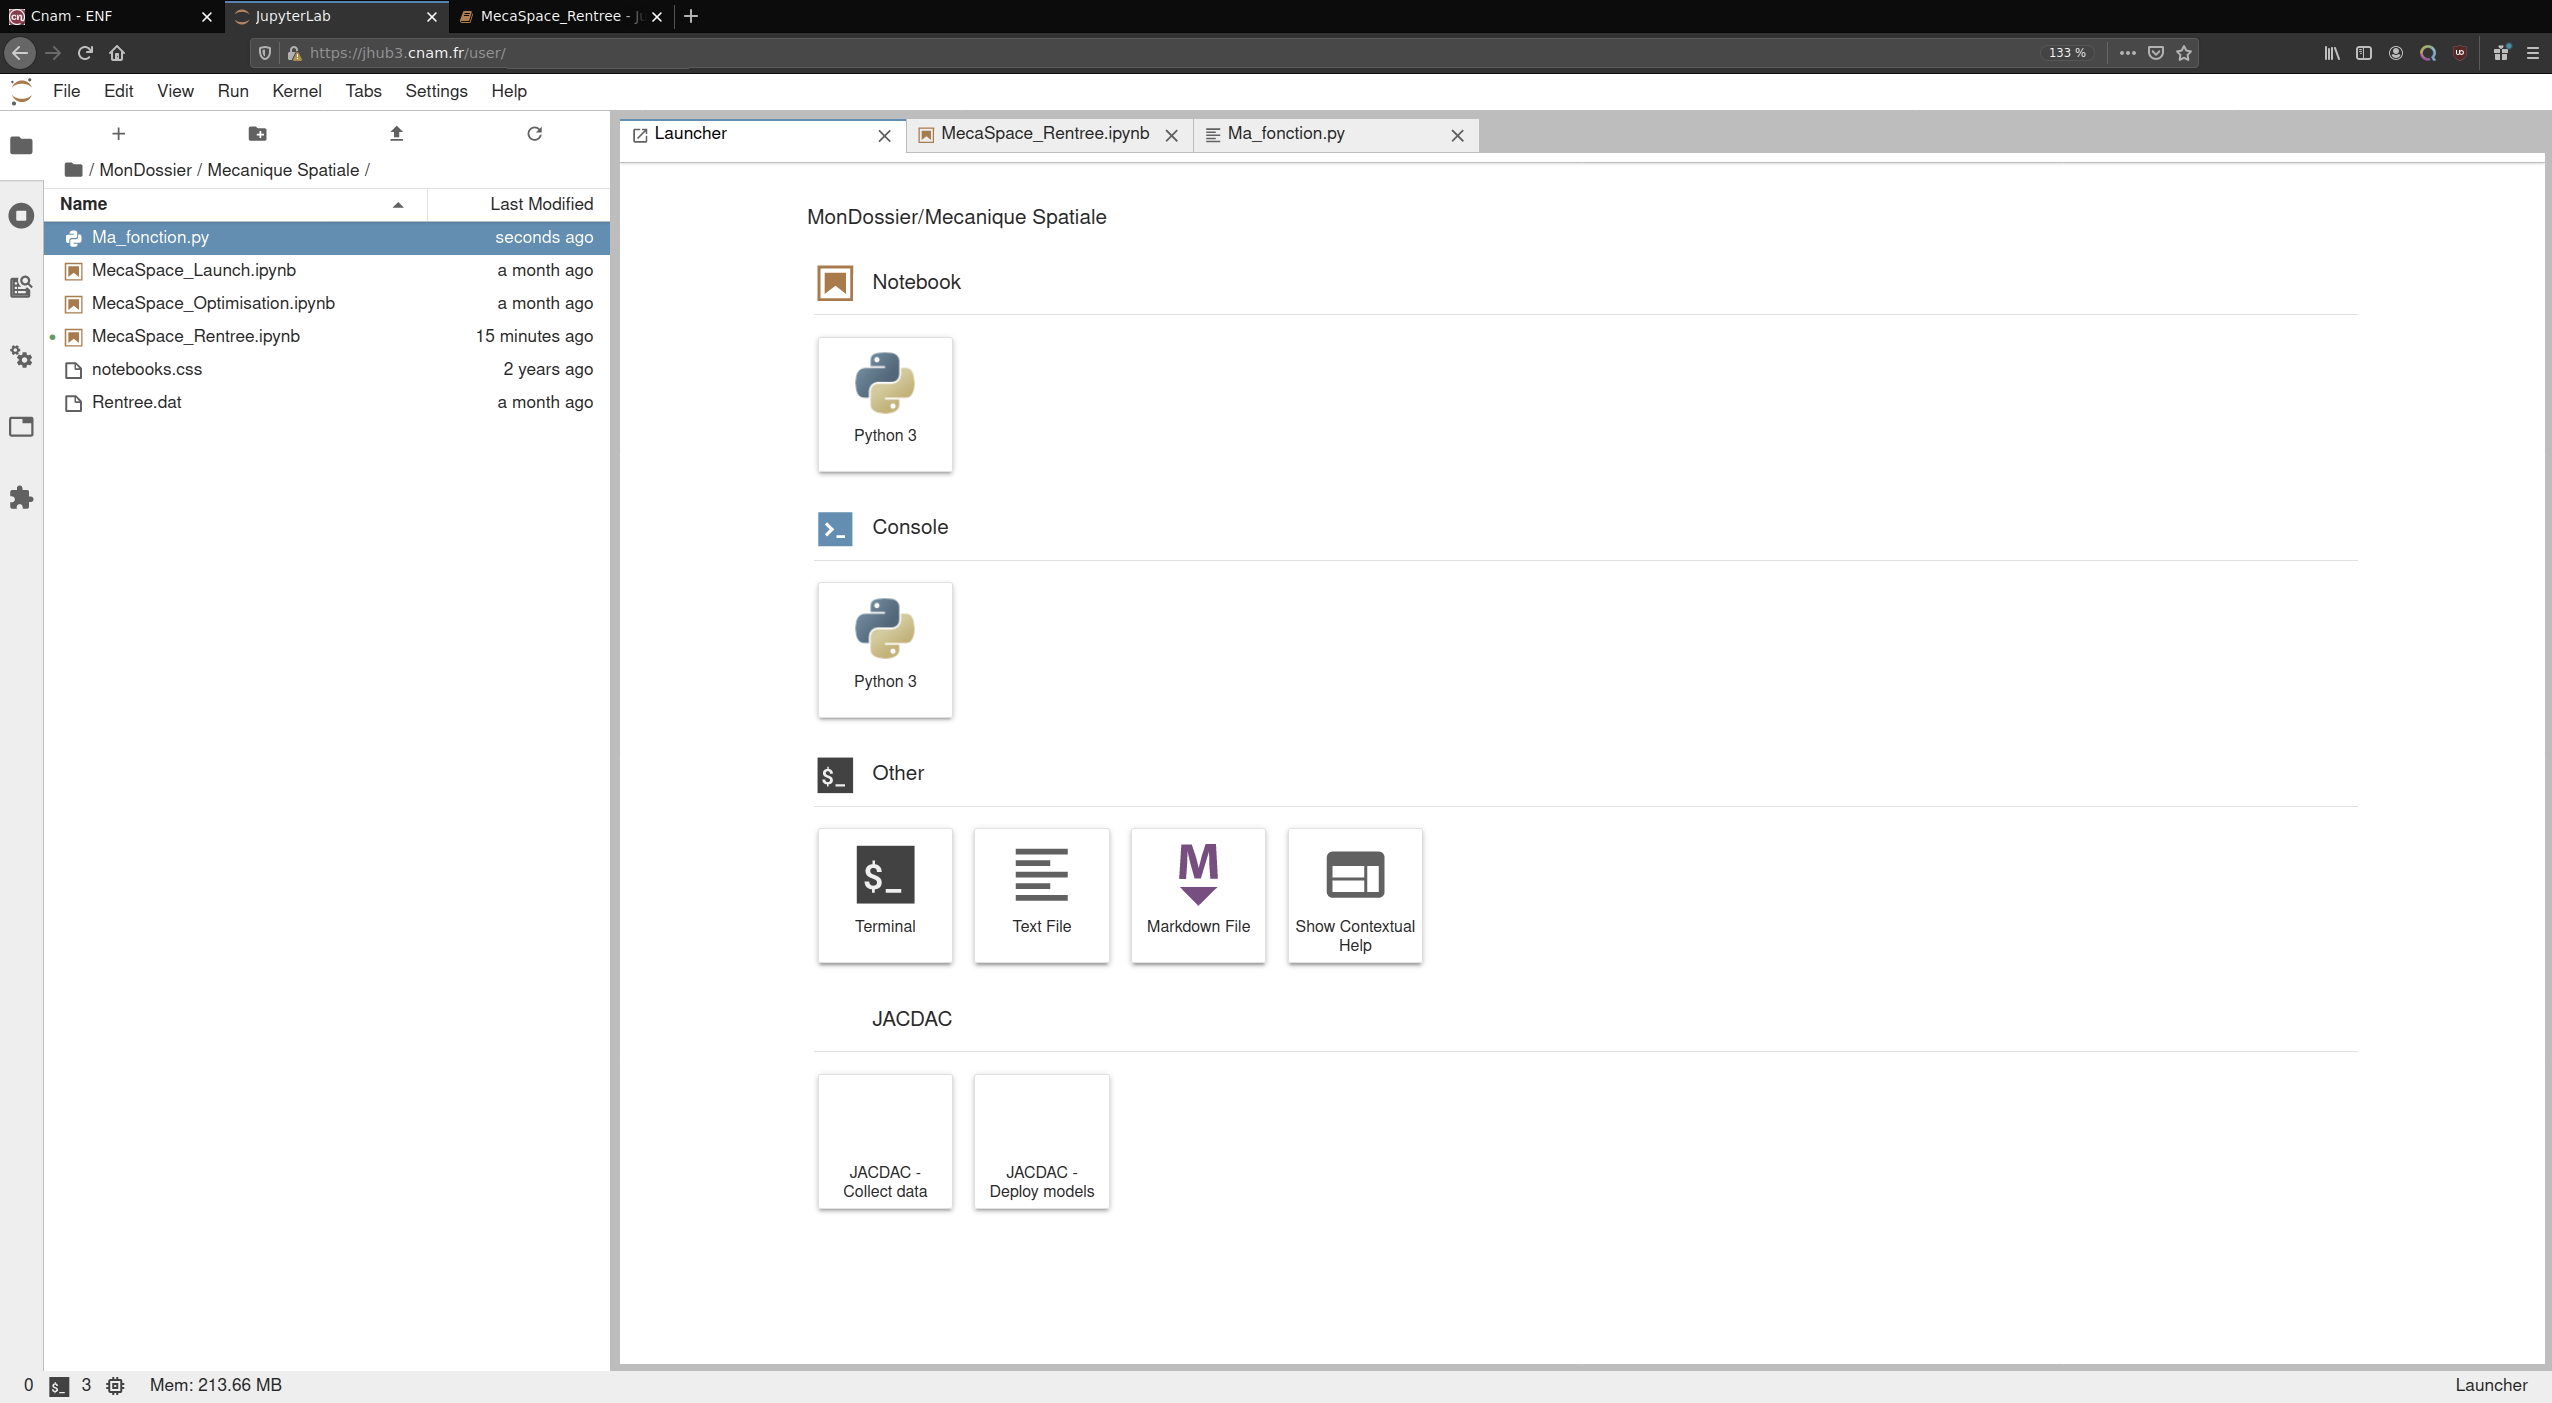 Cnam - ENF
JupyterLab
MecaSpace_Rentree - Ju
https://jhub3.cnam.fr/user/
133 %
File Edit View Run Kernel Tabs Settings Help
/ MonDossier / Mecanique Spatiale /
Name Last Modified
Ma_fonction.py seconds ago
MecaSpace_Launch.ipynb a month ago
MecaSpace_Optimisation.ipynb a month ago
MecaSpace_Rentree.ipynb 15 minutes ago
notebooks.css 2 years ago
Rentree.dat a month ago
Launcher
MecaSpace_Rentree.ipynb
Ma_fonction.py
MonDossier/Mecanique Spatiale
Notebook
Python 3
Console
Python 3
$_ Other
$_
Terminal
Text File
M
Markdown File
Show Contextual
Help
JACDAC
JACDAC -
Collect data
JACDAC -
Deploy models
0 $_ 3 Mem: 213.66 MB
Launcher